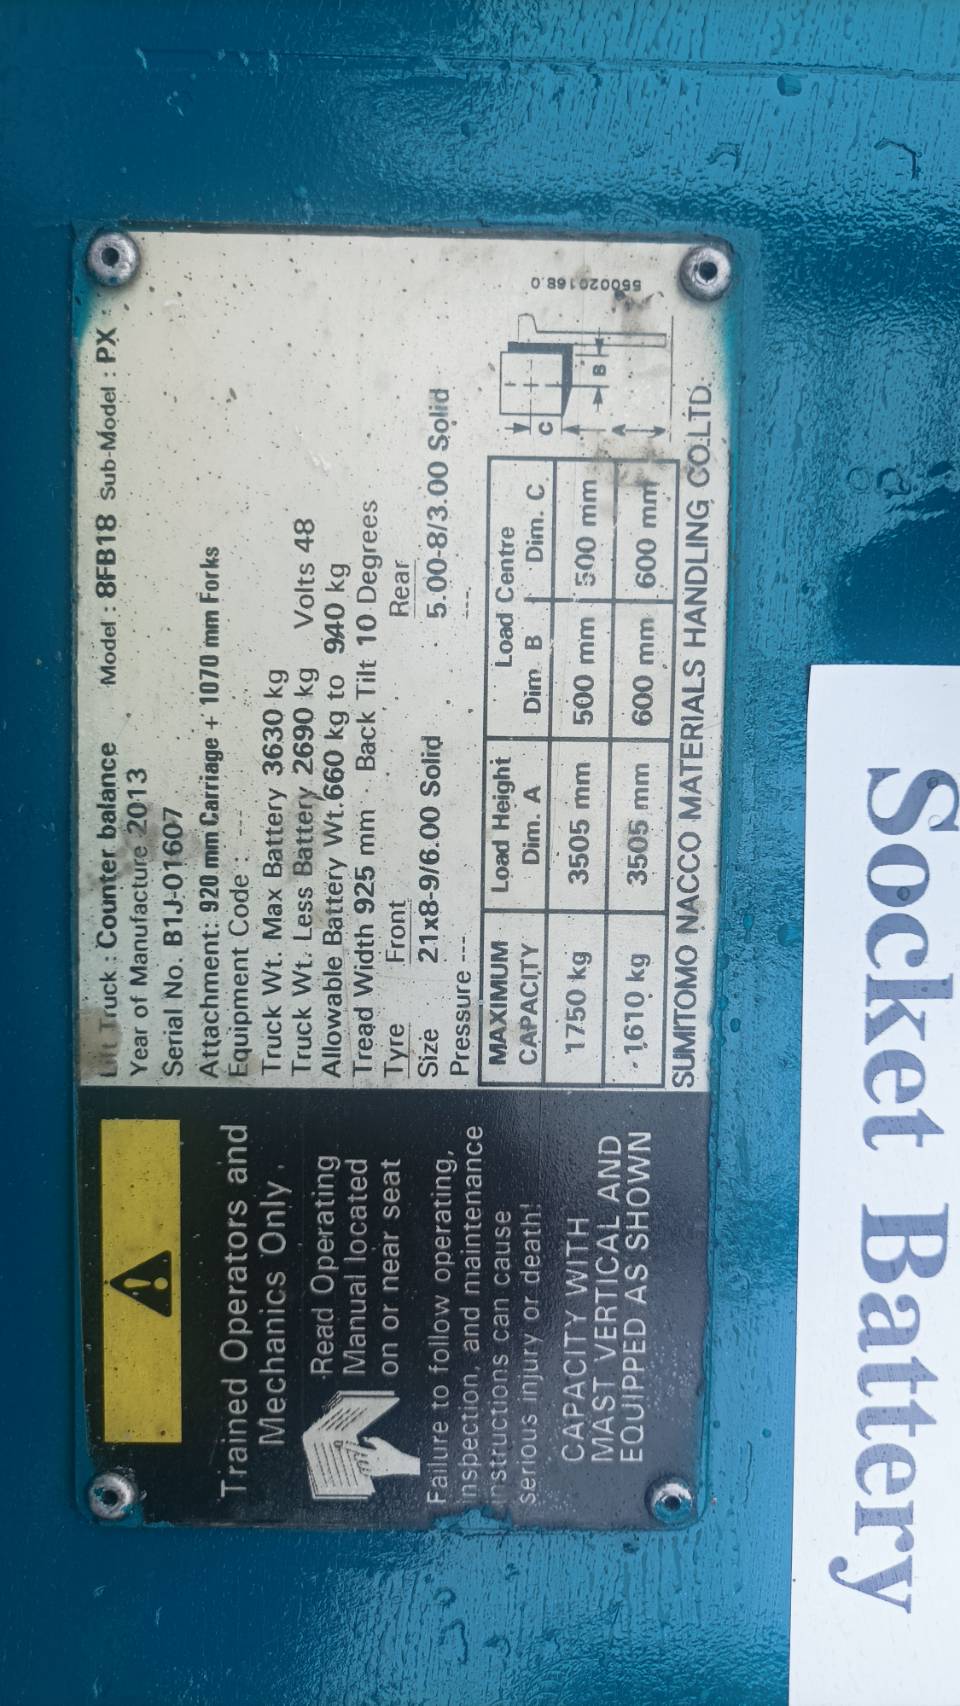 Trained Operators and
Mechanics Only.
Read Operating
Manual located
on or near seat
Failure to follow operating,
inspection, and maintenance
instructions can cause
serious injury or death!
CAPACITY WITH
MAST VERTICAL AND
EQUIPPED AS SHOWN
Lift Truck : Counter balance Model : 8FB18 Sub-Model : PX
Year of Manufacture 2013
Serial No. B1J-01607
Attachment: 920 mm Carriage + 1070 mm Forks
Equipment Code : ---
Truck Wt. Max Battery 3630 kg
Truck Wt. Less Battery 2690 kg Volts 48
Allowable Battery Wt. 660 kg to 940 kg
Tread Width 925 mm Back Tilt 10 Degrees
Tyre Front Rear
Size 21x8-9/6.00 Solid 5.00-8/3.00 Solid
Pressure --- ---
MAXIMUM Load Height Load Centre
CAPACITY Dim. A Dim B Dim. C
1750 kg 3505 mm 500 mm 500 mm
1610 kg 3505 mm 600 mm 600 mm
C
A
B
550020168.0
SUMITOMO NACCO MATERIALS HANDLING CO.LTD.
Socket Battery